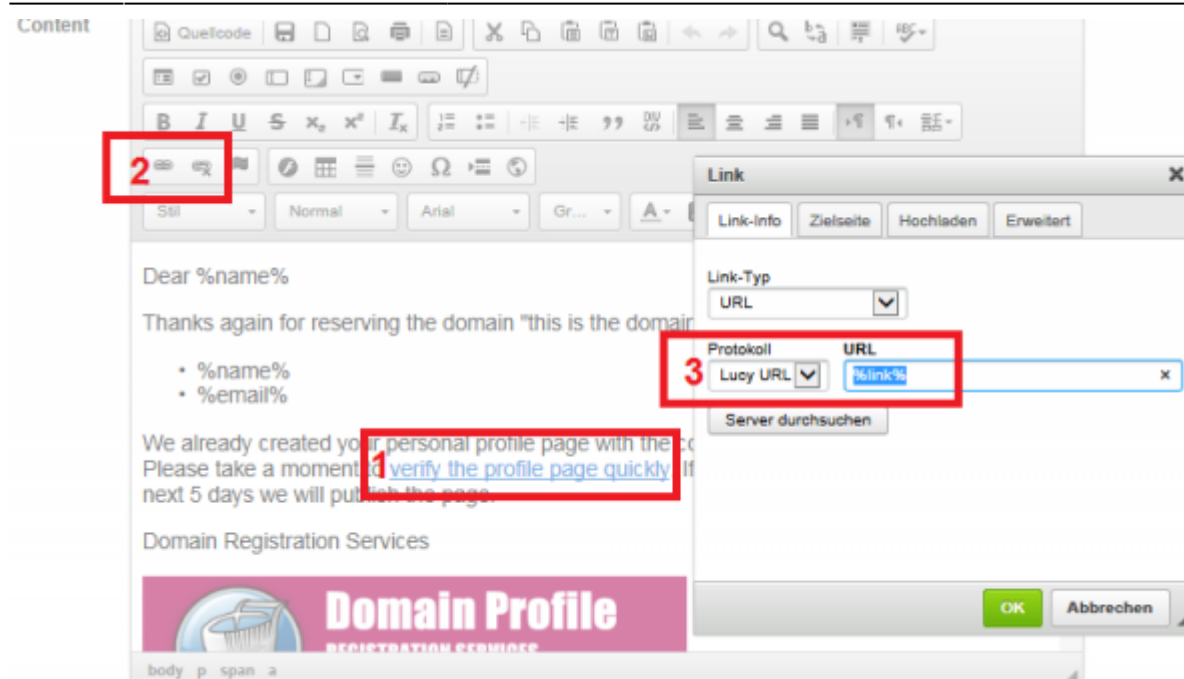 Content
Quellcode
2
Stil Normal Arial Gr...
Dear %name%
Thanks again for reserving the domain "this is the domain
• %name%
• %email%
We already created your personal profile page with the
1
Please take a moment to verify the profile page quickly If
next 5 days we will publish the page.
Domain Registration Services
Domain Profile
REGISTRATION SERVICES
body p span a
Link
Link-Info Zielseite Hochladen Erweitert
Link-Typ
URL
Protokoll URL
3 Lucy URL %link%
Server durchsuchen
OK Abbrechen